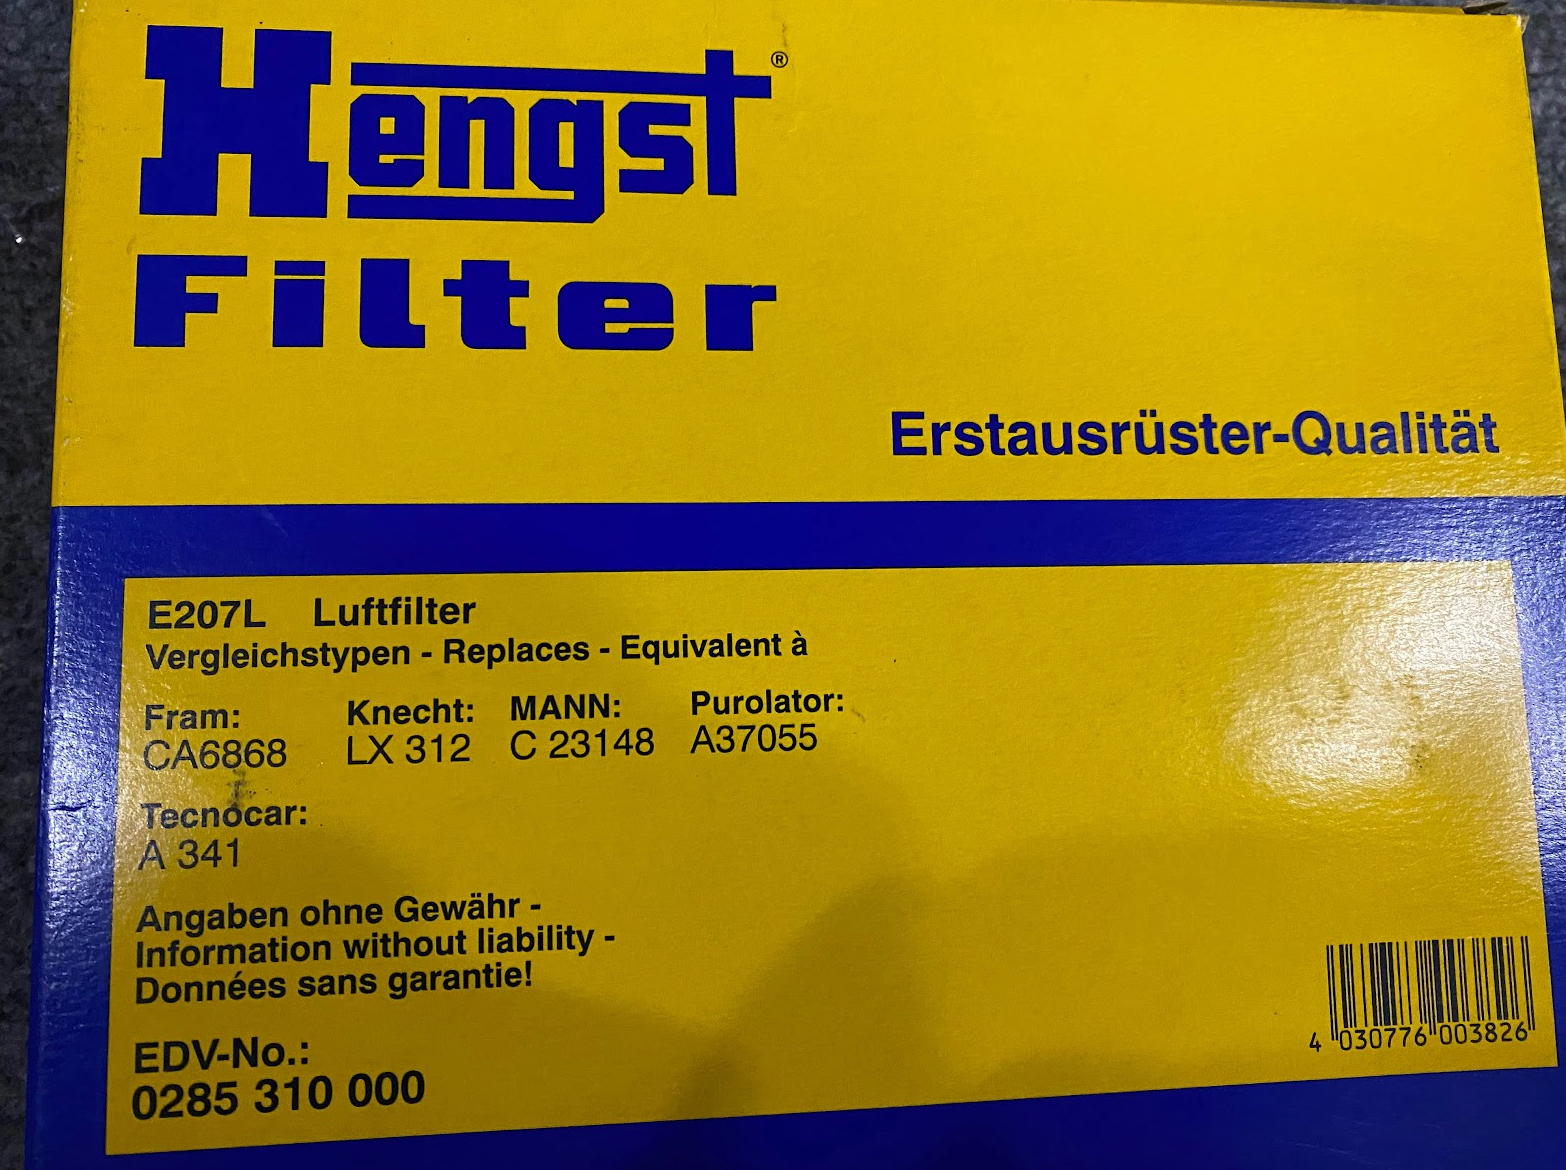 Hengst®
Filter
Erstausrüster-Qualität
E207L Luftfilter
Vergleichstypen - Replaces - Equivalent à
Fram: Knecht: MANN: Purolator:
CA6868 LX 312 C 23148 A37055
Tecnocar:
A 341
Angaben ohne Gewähr -
Information without liability -
Données sans garantie!
EDV-No.:
0285 310 000
4 030776 003826